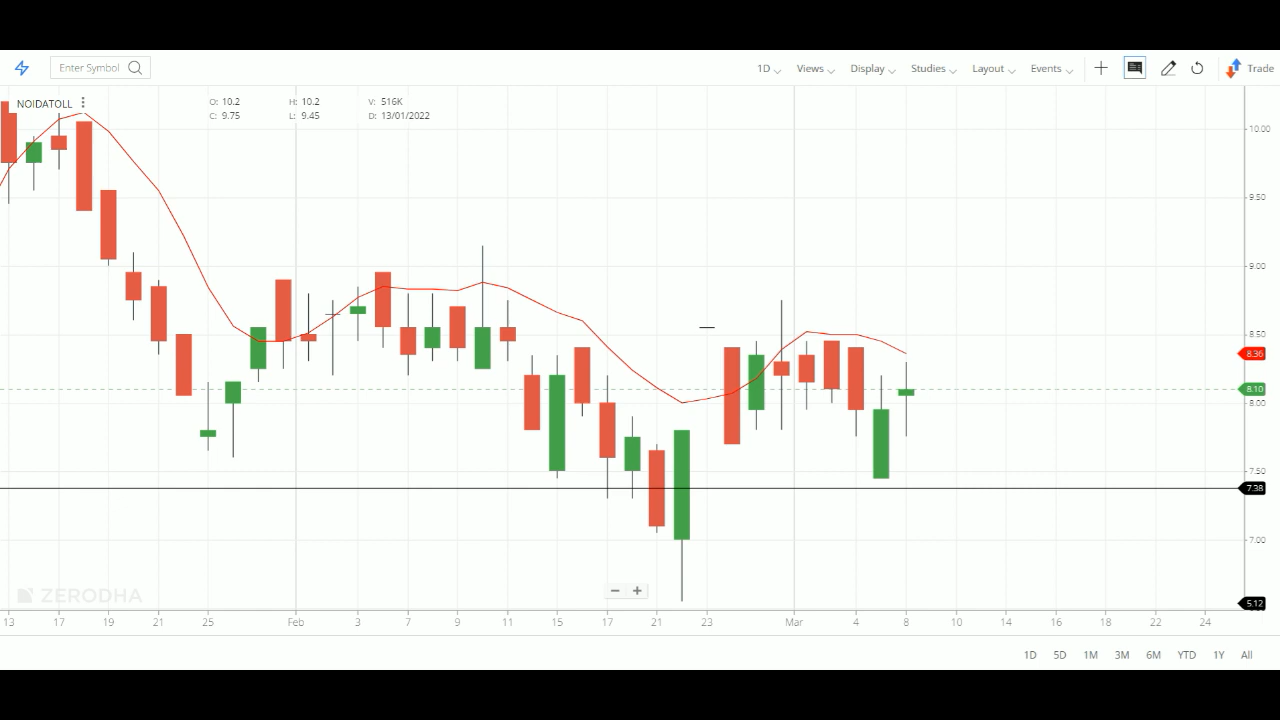 Enter Symbol 1D Views Display Studies Layout Events Trade
NOIDATOLL O: 10.2 H: 10.2 V: 516K
C: 9.75 L: 9.45 D: 13/01/2022
10.00
9.50
9.00
8.50
8.36
8.10
8.00
7.50
7.38
7.00
ZERODHA
5.12
13 17 19 21 25 Feb 3 7 9 11 15 17 21 23 Mar 4 8 10 14 16 18 22 24
1D 5D 1M 3M 6M YTD 1Y All